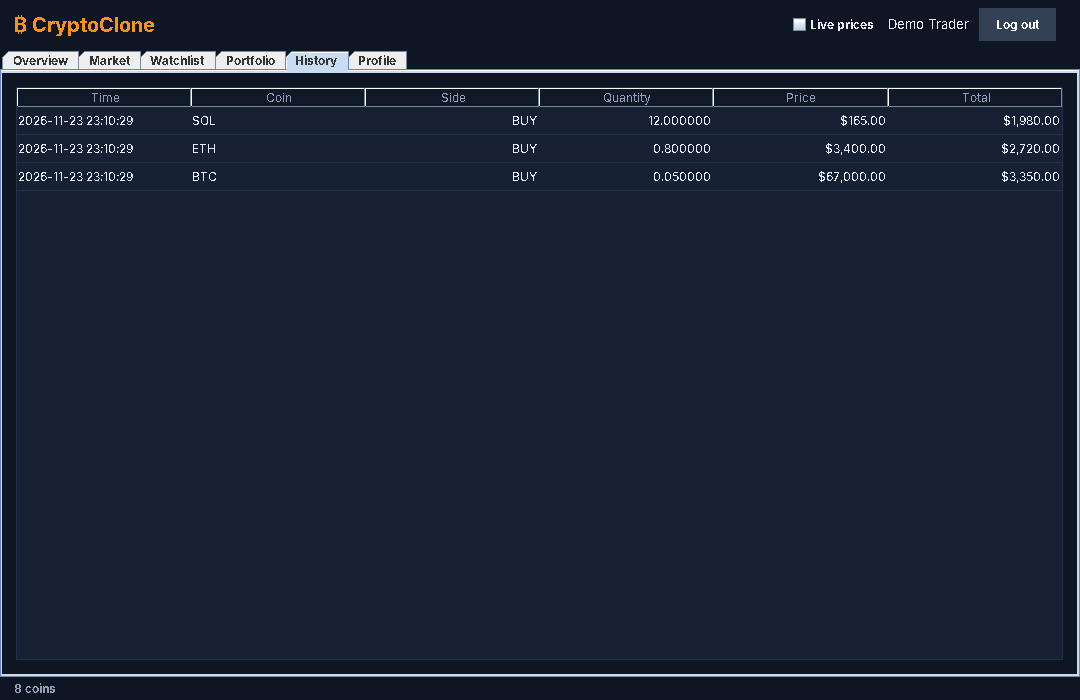 ₿ CryptoClone
Live prices Demo Trader Log out
Overview Market Watchlist Portfolio History Profile
Time Coin Side Quantity Price Total
2026-11-23 23:10:29 SOL BUY 12.000000 $165.00 $1,980.00
2026-11-23 23:10:29 ETH BUY 0.800000 $3,400.00 $2,720.00
2026-11-23 23:10:29 BTC BUY 0.050000 $67,000.00 $3,350.00
8 coins